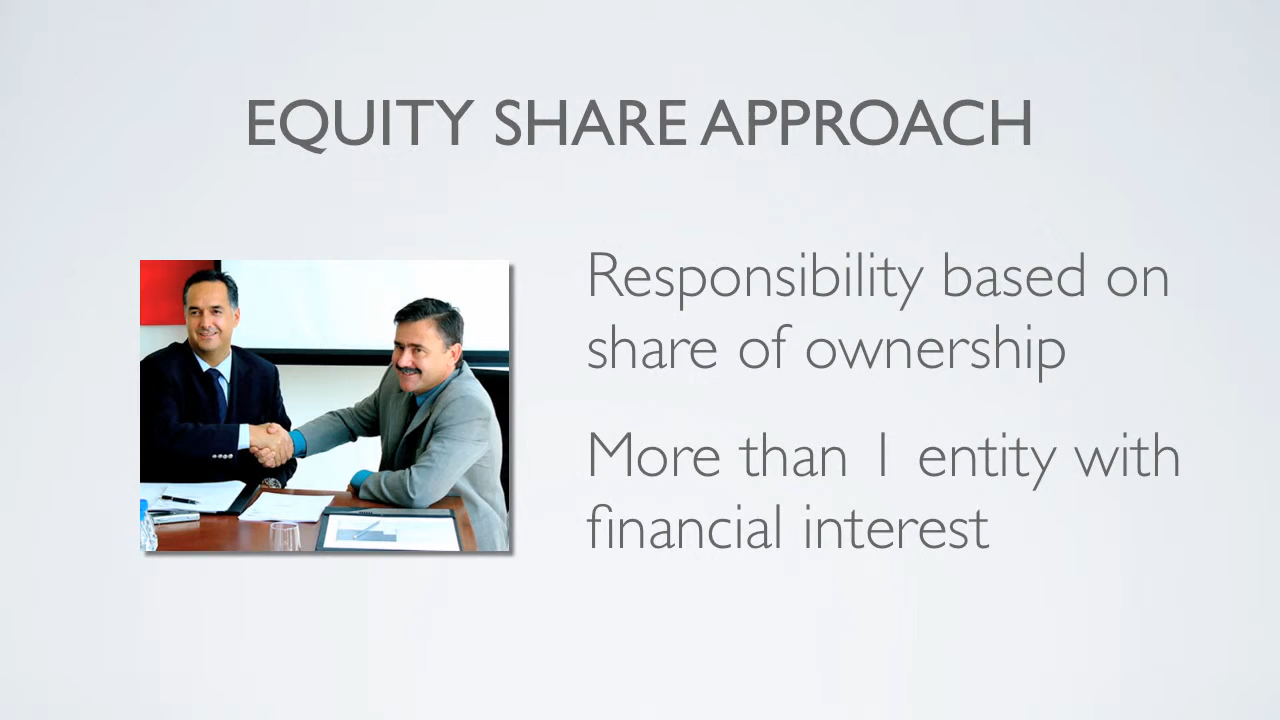 EQUITY SHARE APPROACH
Responsibility based on
share of ownership
More than 1 entity with
financial interest